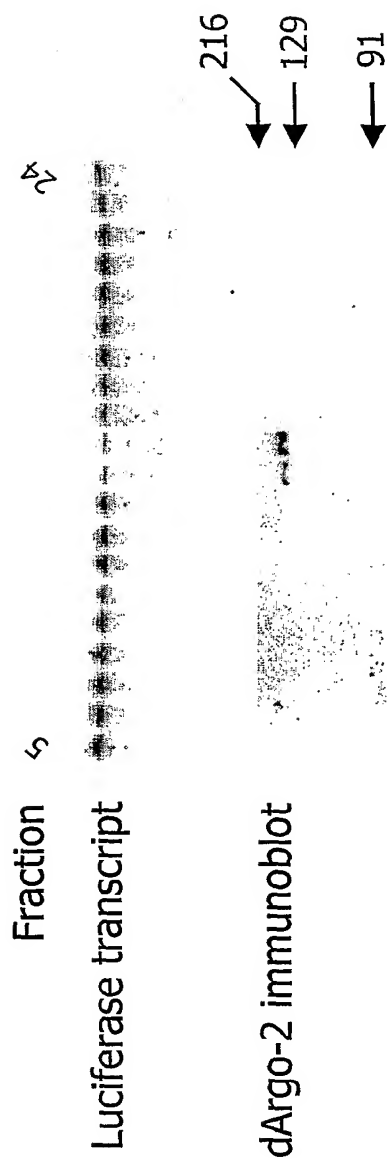 Fraction
5
24
Luciferase transcript
dArgo-2 immunoblot
216
129
91